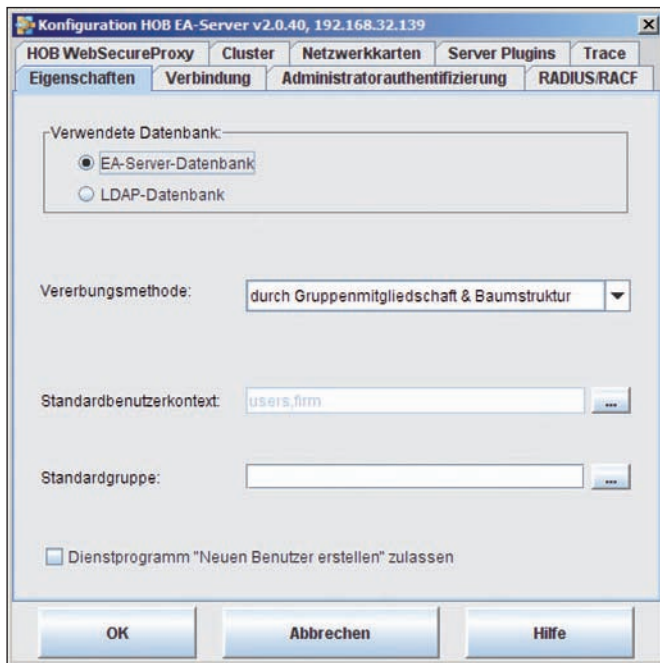 Konfiguration HOB EA-Server v2.0.40, 192.168.32.139
HOB WebSecureProxy Cluster Netzwerkkarten Server Plugins Trace
Eigenschaften Verbindung Administratorauthentifizierung RADIUS/RACF
Verwendete Datenbank:
EA-Server-Datenbank
LDAP-Datenbank
Vererbungsmethode: durch Gruppenmitgliedschaft & Baumstruktur
Standardbenutzerkontext: users,firm ...
Standardgruppe: ...
Dienstprogramm "Neuen Benutzer erstellen" zulassen
OK Abbrechen Hilfe